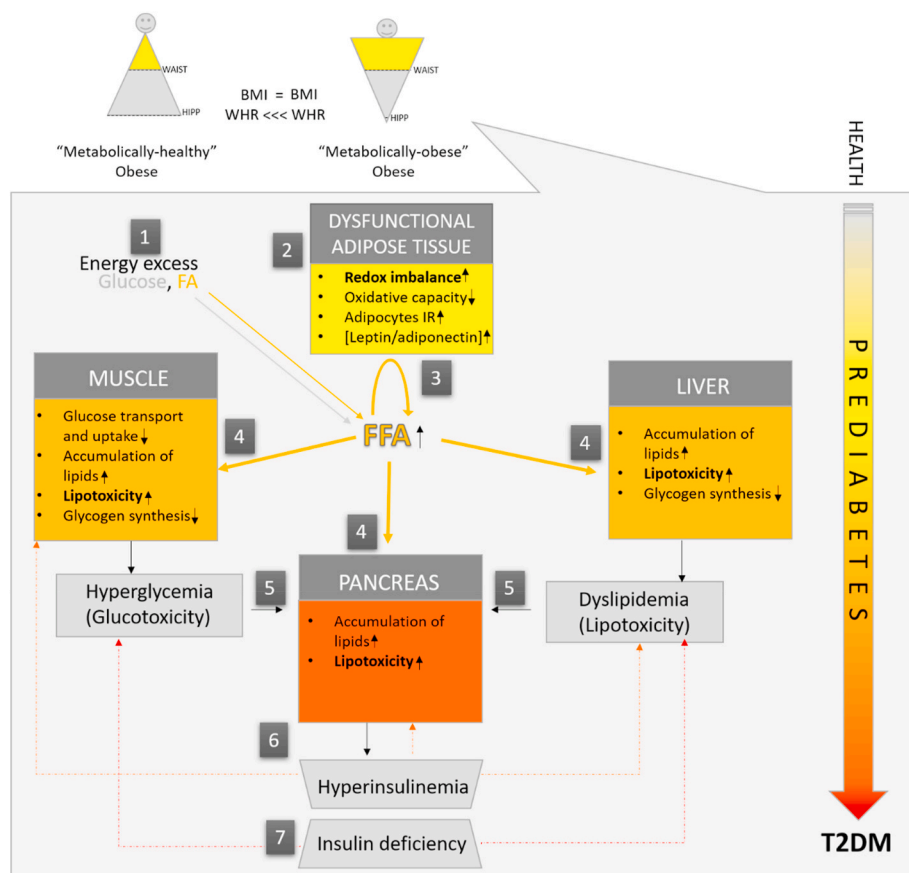 WAIST
HIPP
BMI = BMI
WHR <<< WHR
WAIST
HIPP
"Metabolically-healthy"
Obese
"Metabolically-obese"
Obese
HEALTH
1
Energy excess
Glucose, FA
2
DYSFUNCTIONAL
ADIPOSE TISSUE
• Redox imbalance↑
• Oxidative capacity↓
• Adipocytes IR↑
• [Leptin/adiponectin]↑
3
FFA ↑
MUSCLE
• Glucose transport
and uptake↓
• Accumulation of
lipids↑
• Lipotoxicity↑
• Glycogen synthesis↓
4
4
4
LIVER
• Accumulation of
lipids↑
• Lipotoxicity↑
• Glycogen synthesis↓
Hyperglycemia
(Glucotoxicity)
5
PANCREAS
• Accumulation of
lipids↑
• Lipotoxicity↑
5
Dyslipidemia
(Lipotoxicity)
6
Hyperinsulinemia
7
Insulin deficiency
PREDIABETES
T2DM